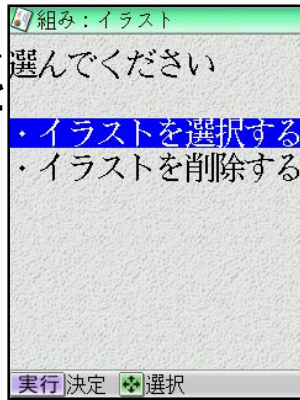 組み：イラスト
選んでください
・イラストを選択する
・イラストを削除する
実行 決定 選択